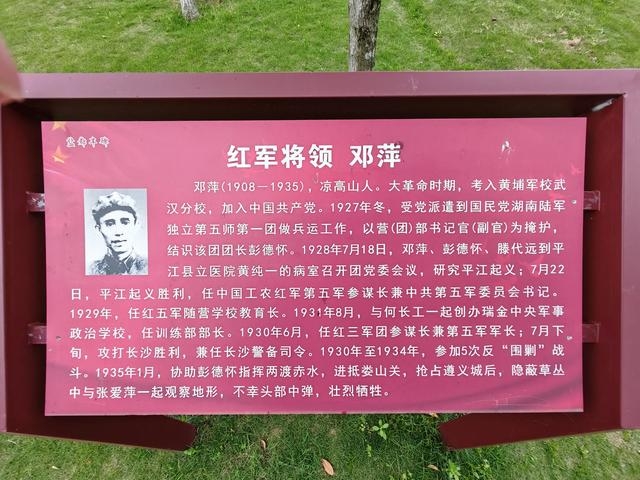 红军将领 邓萍
邓萍(1908－1935)，凉高山人。大革命时期，考入黄埔军校武
汉分校，加入中国共产党。1927年冬，受党派遣到国民党湖南陆军
独立第五师第一团做兵运工作，以营(团)部书记官(副官)为掩护，
结识该团团长彭德怀。1928年7月18日，邓萍、彭德怀、滕代远到平
江县立医院黄纯一的病室召开团党委会议，研究平江起义；7月22
日，平江起义胜利，任中国工农红军第五军参谋长兼中共第五军委员会书记。
1929年，任红五军随营学校教育长。1931年8月，与何长工一起创办瑞金中央军事
政治学校，任训练部部长。1930年6月，任红三军团参谋长兼第五军军长；7月下
旬，攻打长沙胜利，兼任长沙警备司令。1930年至1934年，参加5次反“围剿”战
斗。1935年1月，协助彭德怀指挥两渡赤水，进抵娄山关，抢占遵义城后，隐蔽草丛
中与张爱萍一起观察地形，不幸头部中弹，壮烈牺牲。